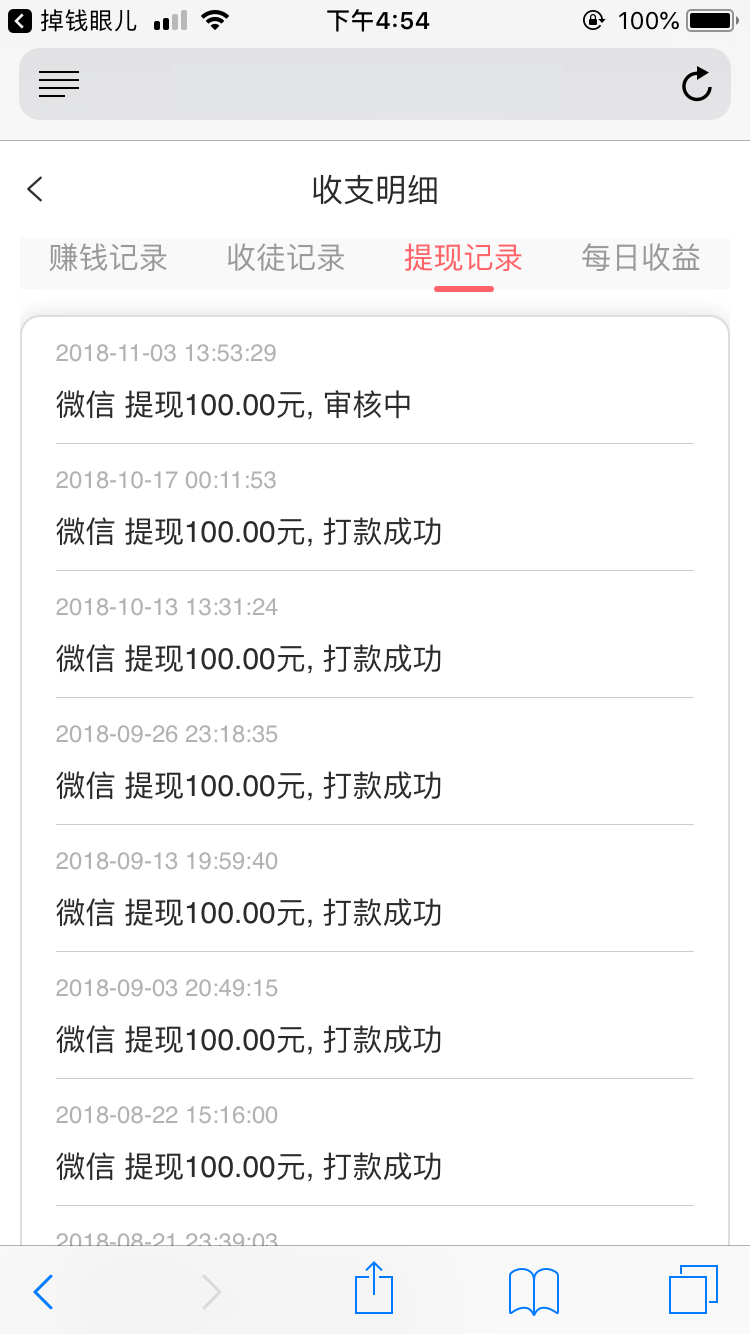 掉钱眼儿 下午4:54 100%
收支明细
赚钱记录 收徒记录 提现记录 每日收益
2018-11-03 13:53:29
微信 提现100.00元, 审核中
2018-10-17 00:11:53
微信 提现100.00元, 打款成功
2018-10-13 13:31:24
微信 提现100.00元, 打款成功
2018-09-26 23:18:35
微信 提现100.00元, 打款成功
2018-09-13 19:59:40
微信 提现100.00元, 打款成功
2018-09-03 20:49:15
微信 提现100.00元, 打款成功
2018-08-22 15:16:00
微信 提现100.00元, 打款成功
2018-08-21 23:39:03